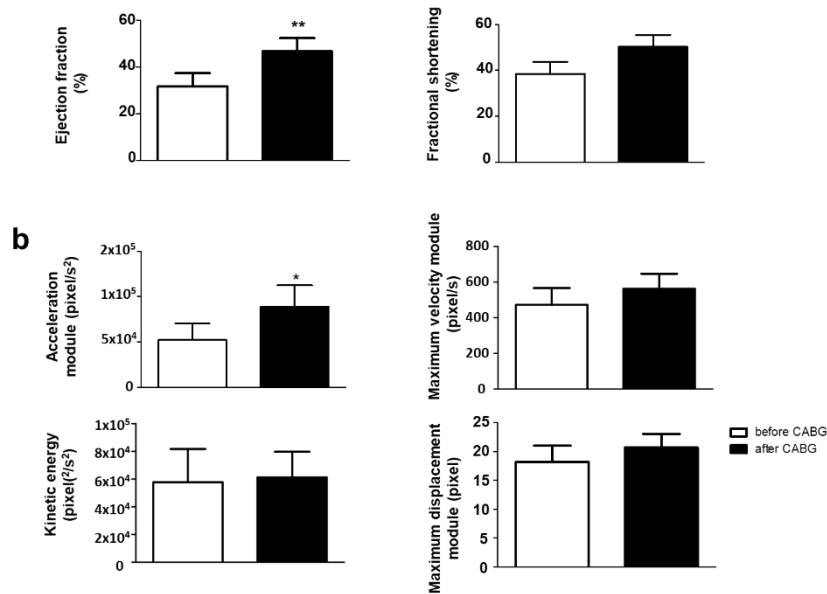 Ejection fraction
(%)
60
40
20
0
**
Fractional shortening
(%)
60
40
20
0
b
Acceleration
module (pixel/s²)
2x10⁵
1x10⁵
5x10⁴
0
*
Maximum velocity module
(pixel/s)
800
600
400
200
0
Kinetic energy
(pixel(²/s²)
1x10⁵
8x10⁴
6x10⁴
4x10⁴
2x10⁴
0
Maximum displacement
module (pixel)
25
20
15
10
5
0
before CABG
after CABG